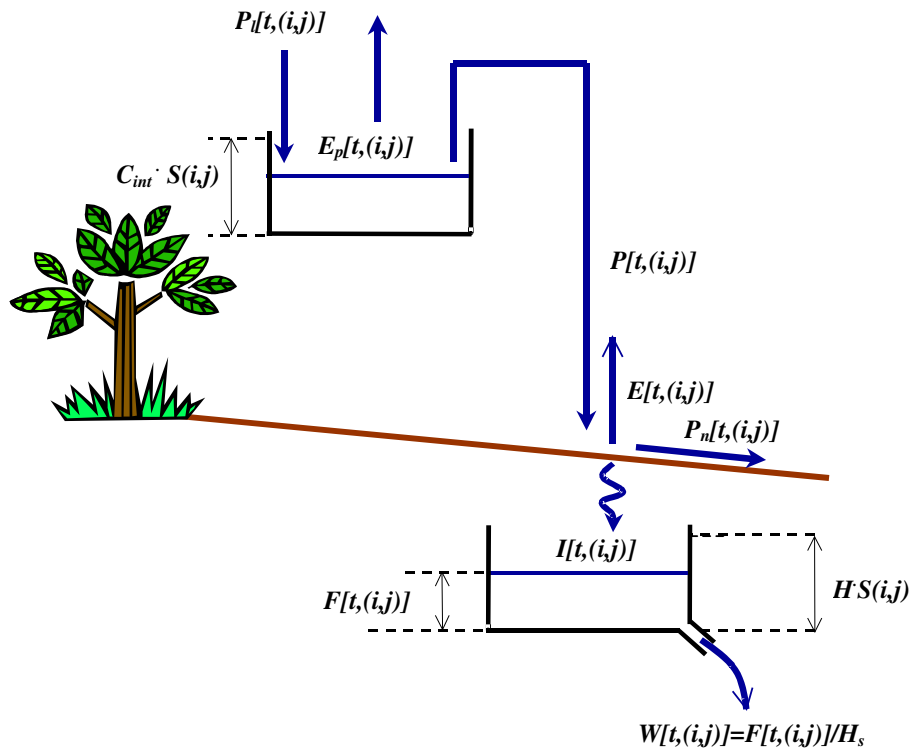 P_l[t,(i,j)]
E_p[t,(i,j)]
C_int· S(i,j)
P[t,(i,j)]
E[t,(i,j)]
P_n[t,(i,j)]
I[t,(i,j)]
F[t,(i,j)]
H·S(i,j)
W[t,(i,j)]=F[t,(i,j)]/H_s